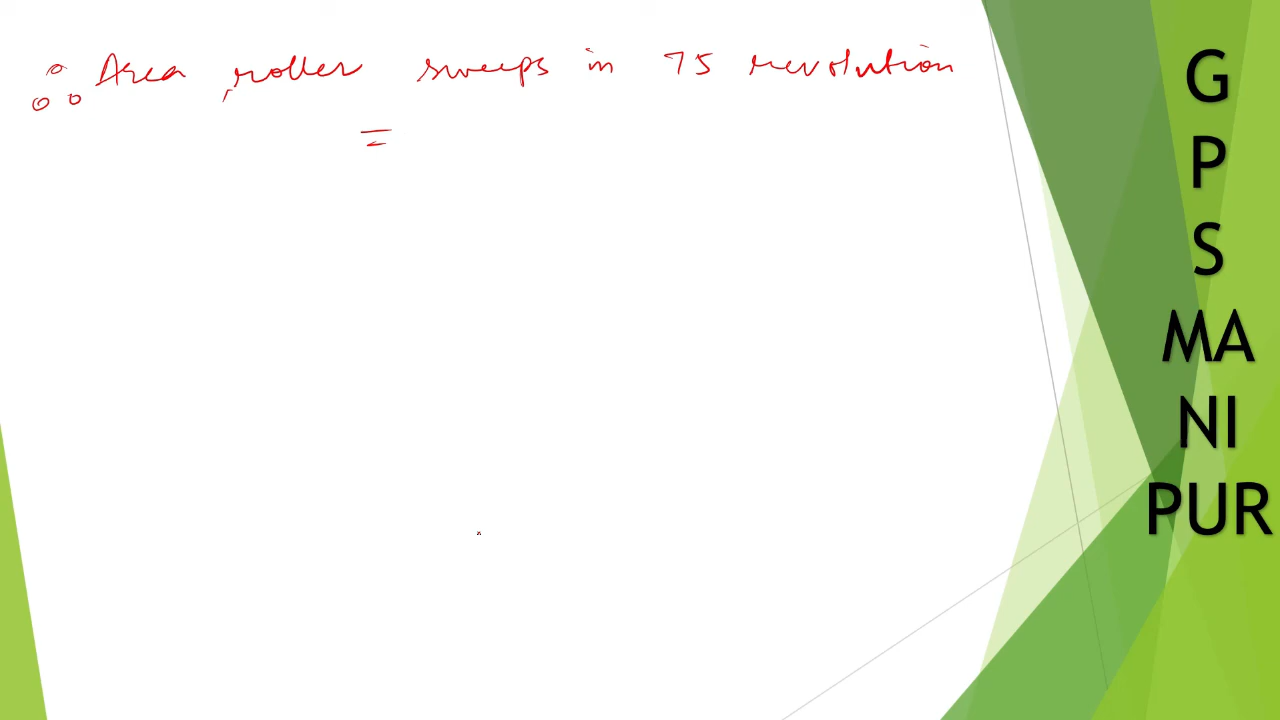 ∴ Area roller sweeps in 75 revolution
=
G
P
S
MA
NI
PUR